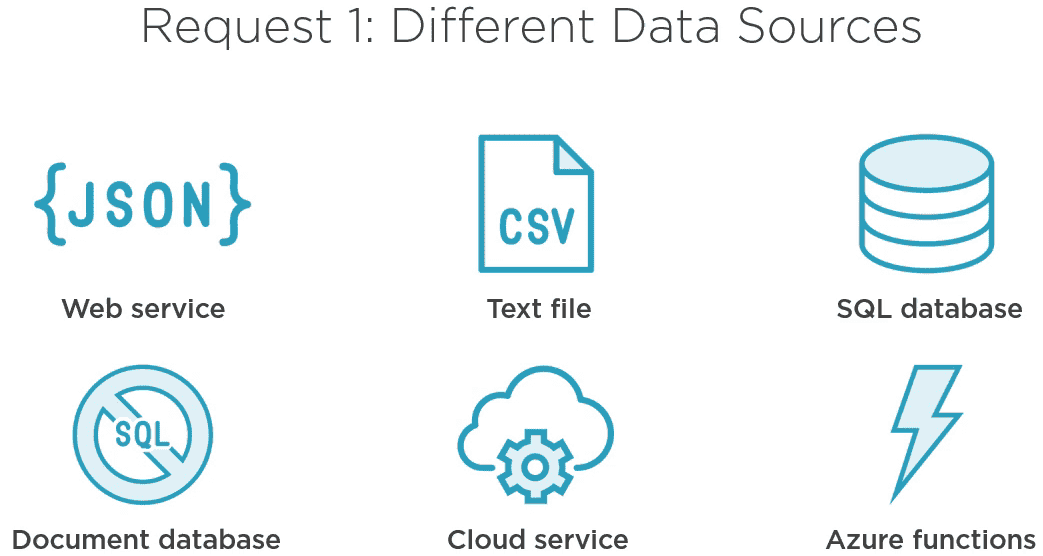 Request 1: Different Data Sources
{JSON}
CSV
Web service
Text file
SQL database
SQL
Document database
Cloud service
Azure functions